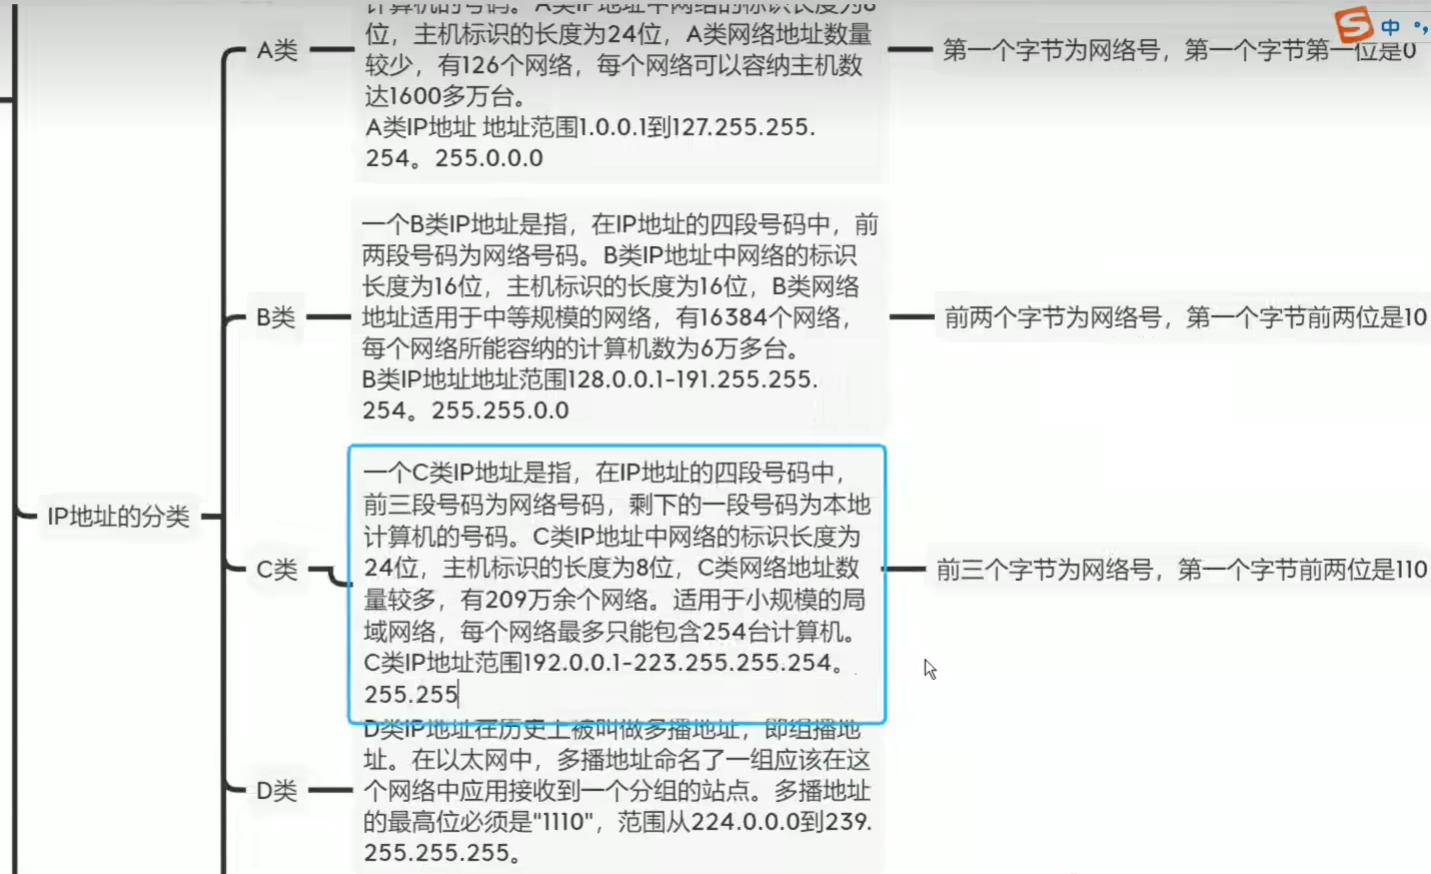 计算机的号码。A类IP地址中网络的标识长度为8
位，主机标识的长度为24位，A类网络地址数量
较少，有126个网络，每个网络可以容纳主机数
达1600多万台。
A类IP地址 地址范围1.0.0.1到127.255.255.
254。255.0.0.0
A类
第一个字节为网络号，第一个字节第一位是0
中
一个B类IP地址是指，在IP地址的四段号码中，前
两段号码为网络号码。B类IP地址中网络的标识
长度为16位，主机标识的长度为16位，B类网络
地址适用于中等规模的网络，有16384个网络，
每个网络所能容纳的计算机数为6万多台。
B类IP地址地址范围128.0.0.1-191.255.255.
254。255.255.0.0
B类
前两个字节为网络号，第一个字节前两位是10
IP地址的分类
一个C类IP地址是指，在IP地址的四段号码中，
前三段号码为网络号码，剩下的一段号码为本地
计算机的号码。C类IP地址中网络的标识长度为
24位，主机标识的长度为8位，C类网络地址数
量较多，有209万余个网络。适用于小规模的局
域网络，每个网络最多只能包含254台计算机。
C类IP地址范围192.0.0.1-223.255.255.254。
255.255
C类
前三个字节为网络号，第一个字节前两位是110
D类IP地址在历史上被叫做多播地址，即组播地
址。在以太网中，多播地址命名了一组应该在这
个网络中应用接收到一个分组的站点。多播地址
的最高位必须是"1110"，范围从224.0.0.0到239.
255.255.255。
D类